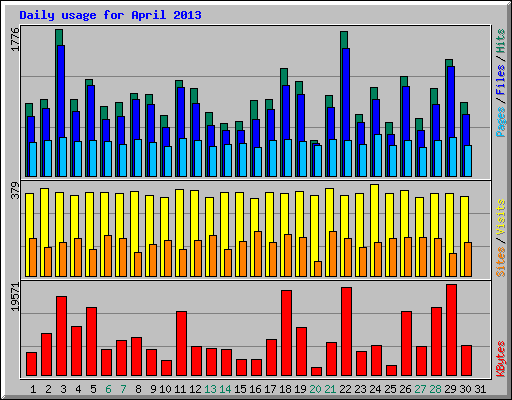 Daily usage for April 2013
1776
Pages / Files / Hits
379
Sites / Visits
19571
KBytes
1 2 3 4 5 6 7 8 9 10 11 12 13 14 15 16 17 18 19 20 21 22 23 24 25 26 27 28 29 30 31